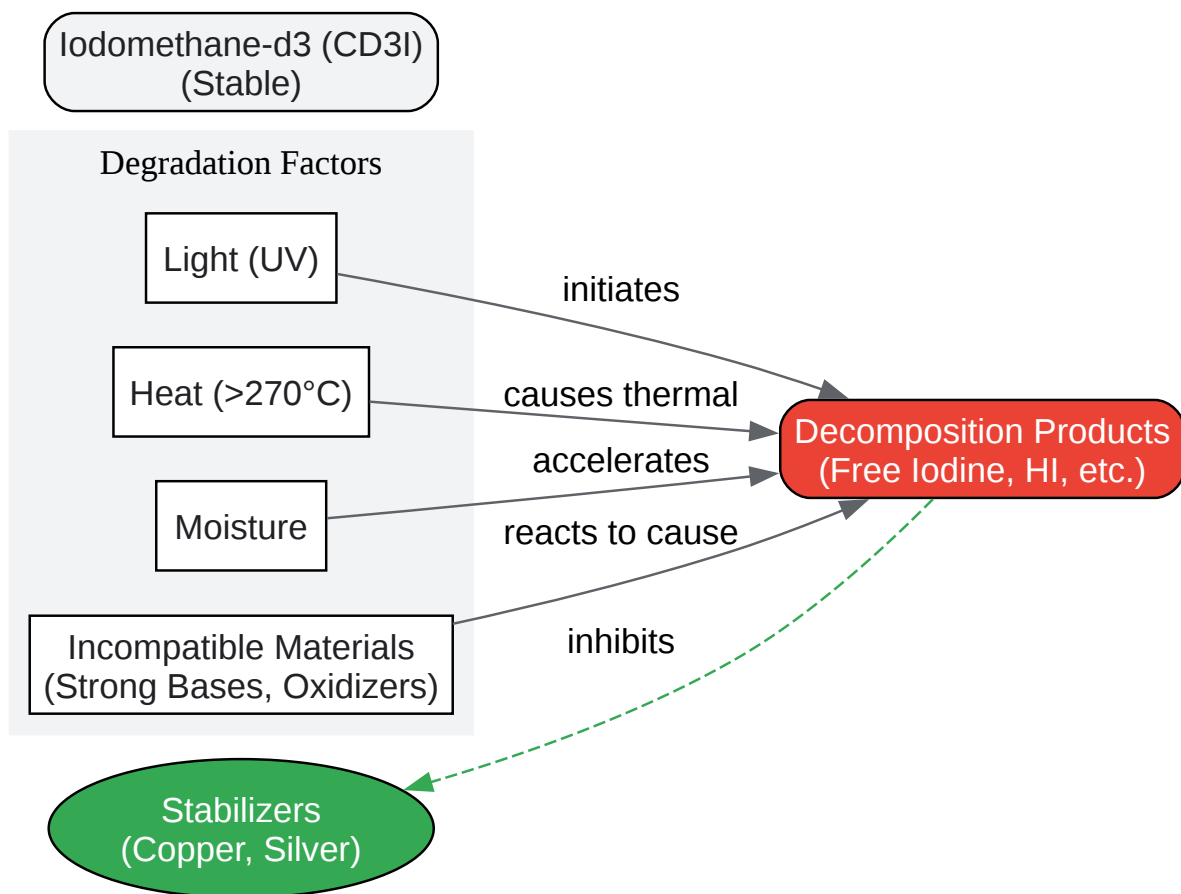 Iodomethane-d3 (CD3I)
(Stable)
Degradation Factors
Light (UV)
initiates
Heat (>270°C)
causes thermal
Decomposition Products
(Free Iodine, HI, etc.)
accelerates
Moisture
reacts to cause
Incompatible Materials
(Strong Bases, Oxidizers)
inhibits
Stabilizers
(Copper, Silver)